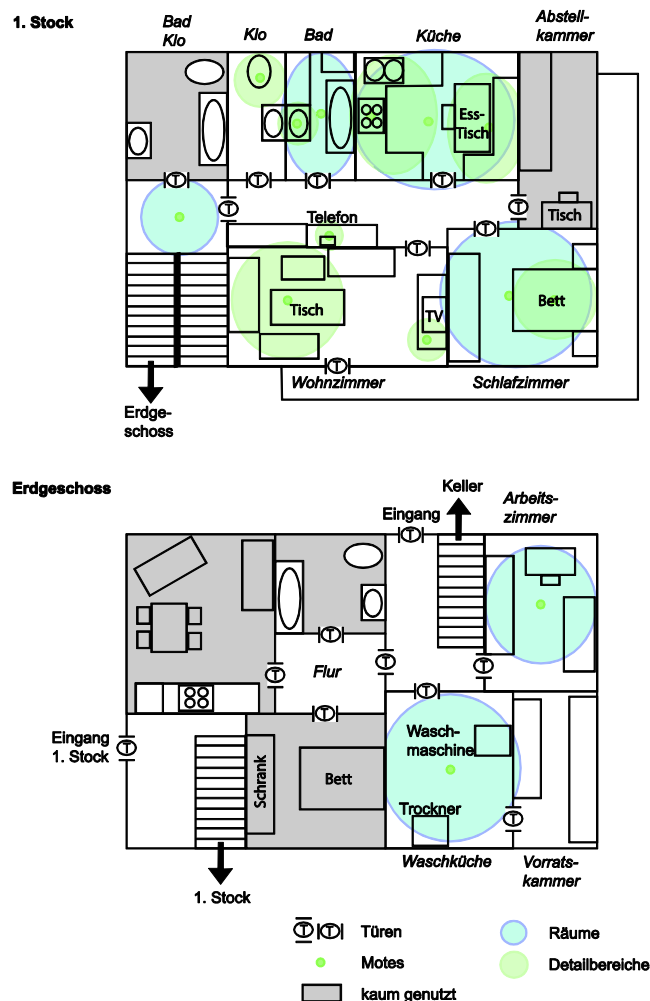 1. Stock
Bad
Klo
Klo
Bad
Küche
Abstell-
kammer
Ess-
Tisch
T
T
T
T
T
T
T
Tisch
Telefon
T
Tisch
TV
Bett
T
Wohnzimmer
Schlafzimmer
Erdge-
schoss
Erdgeschoss
Keller
Eingang
T
Arbeits-
zimmer
T
Flur
T
T
T
T
T
Eingang
1. Stock
T
Schrank
Bett
Wasch-
maschine
Trockner
T
Waschküche
Vorrats-
kammer
1. Stock
T T Türen
Räume
Motes
Detailbereiche
kaum genutzt